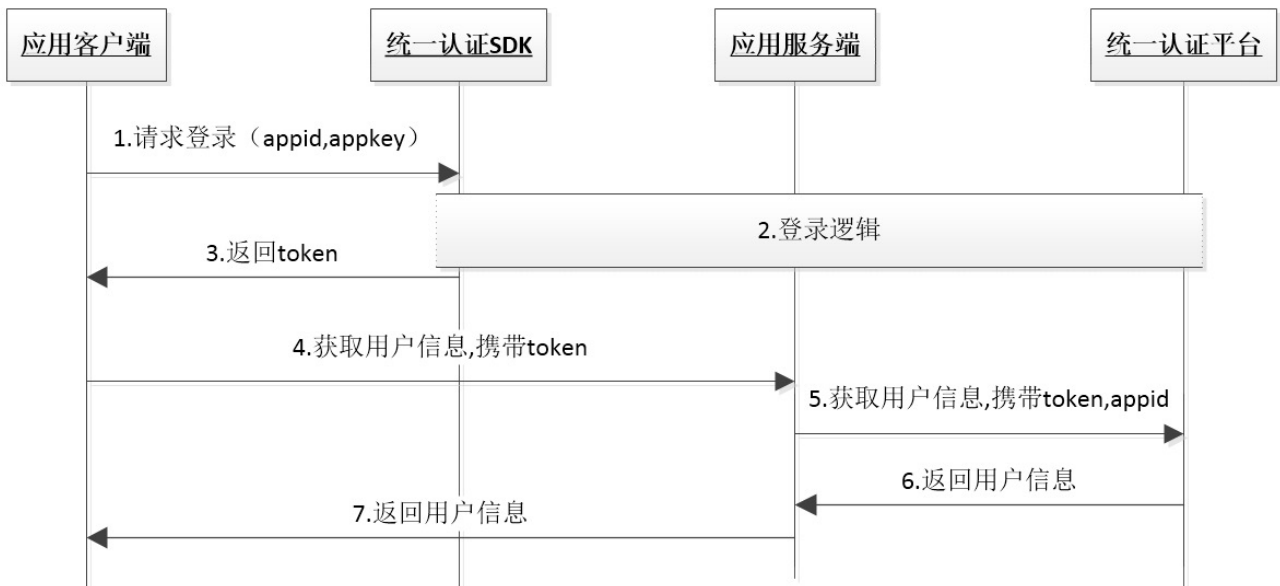 应用客户端
统一认证SDK
应用服务端
统一认证平台
1.请求登录（appid,appkey）
2.登录逻辑
3.返回token
4.获取用户信息,携带token
5.获取用户信息,携带token,appid
6.返回用户信息
7.返回用户信息